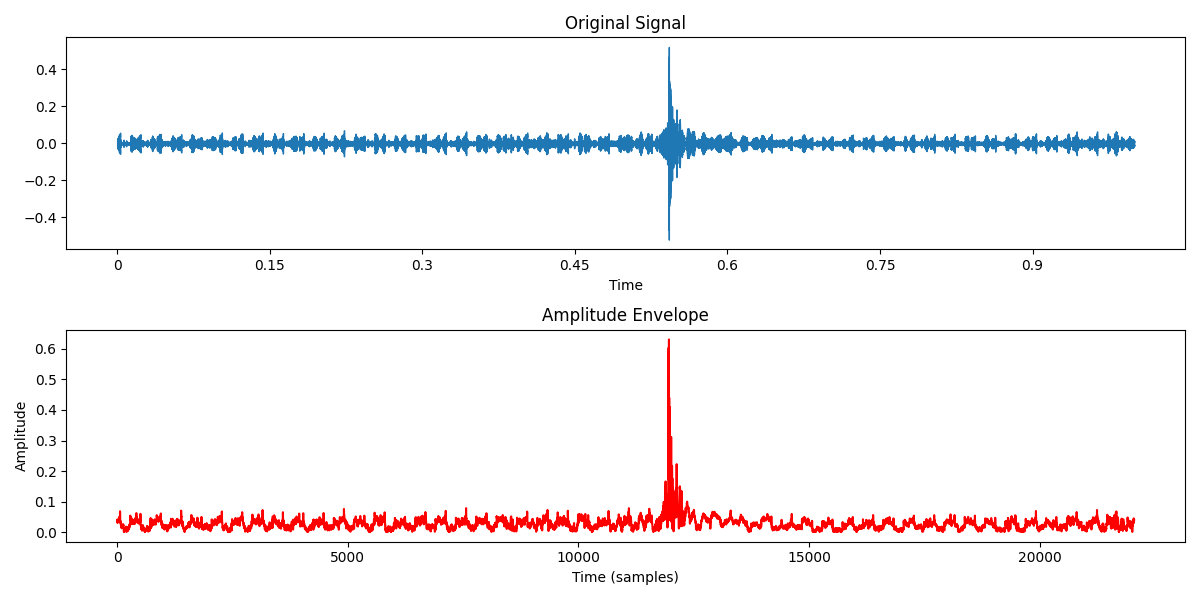 Original Signal
0.4
0.2
0.0
−0.2
−0.4
0 0.15 0.3 0.45 0.6 0.75 0.9
Time
Amplitude Envelope
Amplitude
0.6
0.5
0.4
0.3
0.2
0.1
0.0
0 5000 10000 15000 20000
Time (samples)